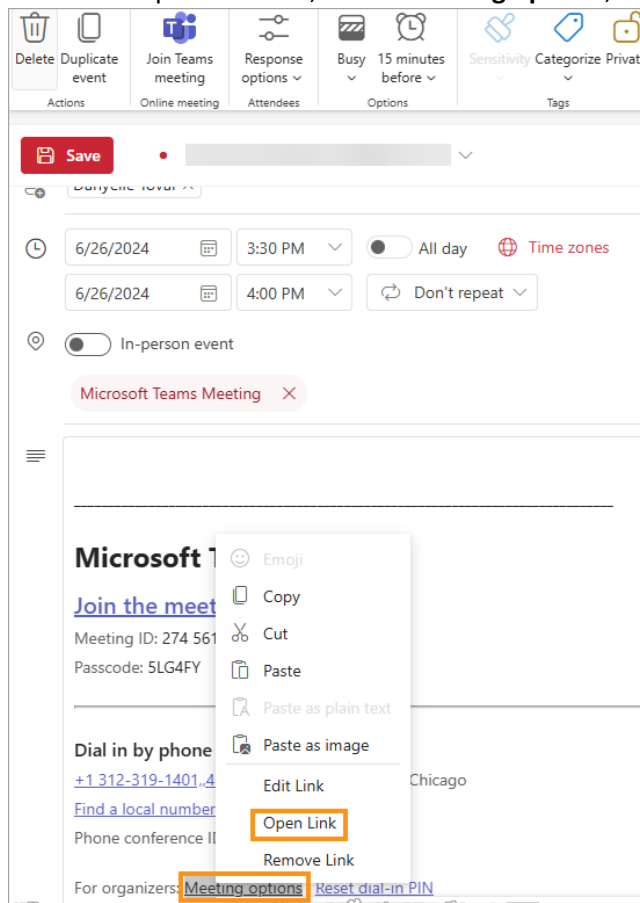 Delete Duplicate event Join Teams meeting Response options Busy 15 minutes before Sensitivity Categorize Privat
Actions Online meeting Attendees Options Tags
Save
6/26/2024 3:30 PM All day Time zones
6/26/2024 4:00 PM Don't repeat
In-person event
Microsoft Teams Meeting
Microsoft T
Emoji
Copy
Join the meet
Cut
Meeting ID: 274 561
Passcode: 5LG4FY
Paste
Paste as plain text
Paste as image
Dial in by phone
+1 312-319-1401,,4 Chicago
Edit Link
Find a local number
Open Link
Phone conference I
Remove Link
For organizers: Meeting options Reset dial-in PIN